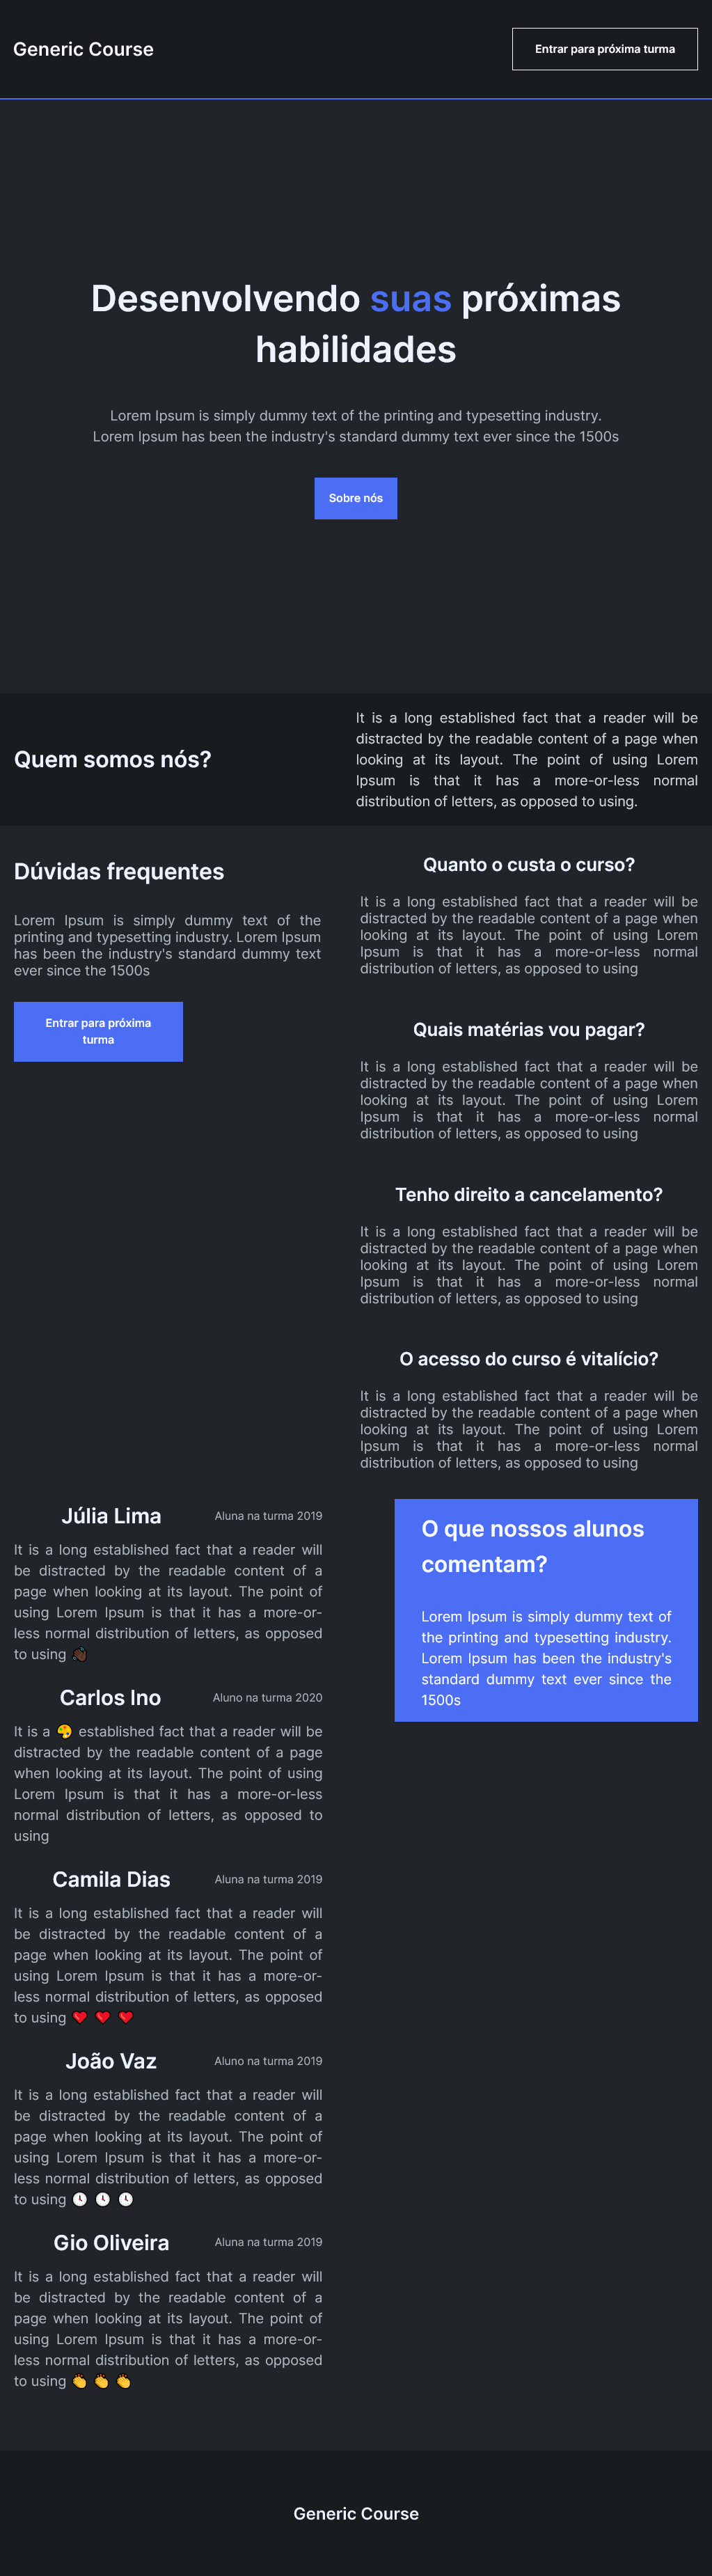 Generic Course
Entrar para próxima turma
Desenvolvendo suas próximas
habilidades
Lorem Ipsum is simply dummy text of the printing and typesetting industry.
Lorem Ipsum has been the industry's standard dummy text ever since the 1500s
Sobre nós
Quem somos nós?
It is a long established fact that a reader will be
distracted by the readable content of a page when
looking at its layout. The point of using Lorem
Ipsum is that it has a more-or-less normal
distribution of letters, as opposed to using.
Dúvidas frequentes
Lorem Ipsum is simply dummy text of the
printing and typesetting industry. Lorem Ipsum
has been the industry's standard dummy text
ever since the 1500s
Entrar para próxima
turma
Quanto o custa o curso?
It is a long established fact that a reader will be
distracted by the readable content of a page when
looking at its layout. The point of using Lorem
Ipsum is that it has a more-or-less normal
distribution of letters, as opposed to using
Quais matérias vou pagar?
It is a long established fact that a reader will be
distracted by the readable content of a page when
looking at its layout. The point of using Lorem
Ipsum is that it has a more-or-less normal
distribution of letters, as opposed to using
Tenho direito a cancelamento?
It is a long established fact that a reader will be
distracted by the readable content of a page when
looking at its layout. The point of using Lorem
Ipsum is that it has a more-or-less normal
distribution of letters, as opposed to using
O acesso do curso é vitalício?
It is a long established fact that a reader will be
distracted by the readable content of a page when
looking at its layout. The point of using Lorem
Ipsum is that it has a more-or-less normal
distribution of letters, as opposed to using
Júlia Lima
Aluna na turma 2019
It is a long established fact that a reader will
be distracted by the readable content of a
page when looking at its layout. The point of
using Lorem Ipsum is that it has a more-or-
less normal distribution of letters, as opposed
to using 👋🏿
Carlos Ino
Aluno na turma 2020
It is a 🎨 established fact that a reader will be
distracted by the readable content of a page
when looking at its layout. The point of using
Lorem Ipsum is that it has a more-or-less
normal distribution of letters, as opposed to
using
Camila Dias
Aluna na turma 2019
It is a long established fact that a reader will
be distracted by the readable content of a
page when looking at its layout. The point of
using Lorem Ipsum is that it has a more-or-
less normal distribution of letters, as opposed
to using ❤️ ❤️ ❤️
João Vaz
Aluno na turma 2019
It is a long established fact that a reader will
be distracted by the readable content of a
page when looking at its layout. The point of
using Lorem Ipsum is that it has a more-or-
less normal distribution of letters, as opposed
to using 🕓 🕓 🕓
Gio Oliveira
Aluna na turma 2019
It is a long established fact that a reader will
be distracted by the readable content of a
page when looking at its layout. The point of
using Lorem Ipsum is that it has a more-or-
less normal distribution of letters, as opposed
to using 👏 👏 👏
O que nossos alunos
comentam?
Lorem Ipsum is simply dummy text of
the printing and typesetting industry.
Lorem Ipsum has been the industry's
standard dummy text ever since the
1500s
Generic Course